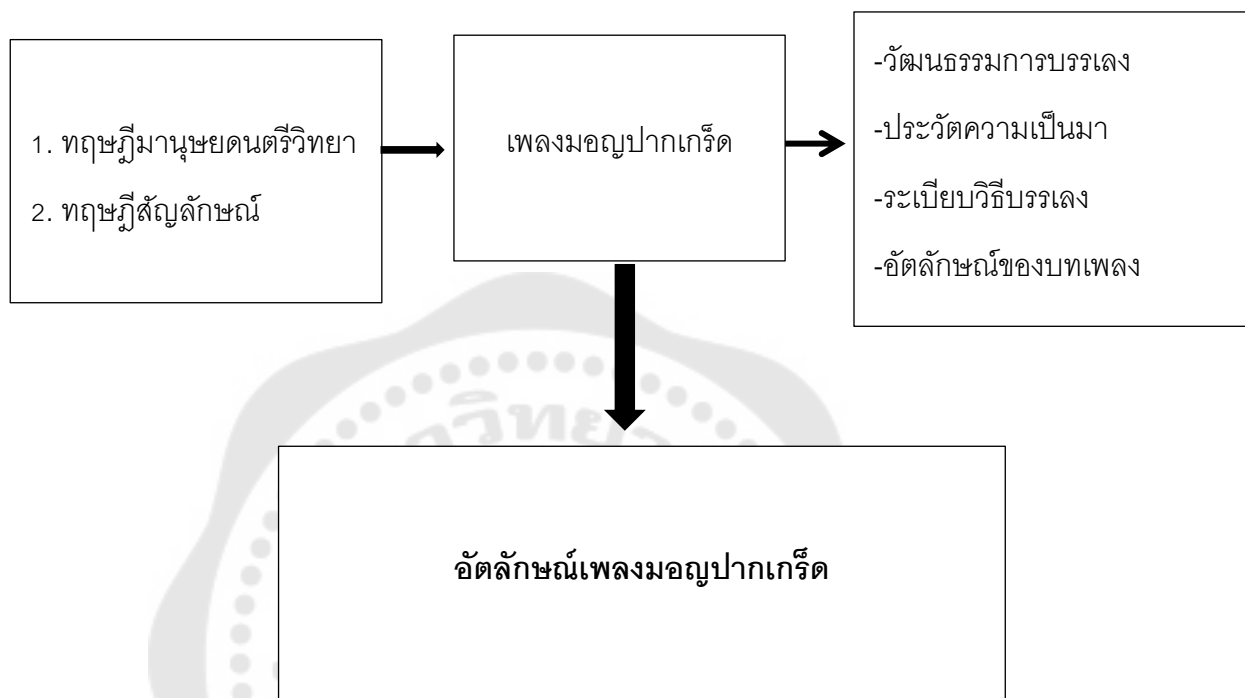 1. ทฤษฎีมานุษยดนตรีวิทยา
2. ทฤษฎีสัญลักษณ์
เพลงมอญปากเกร็ด
-วัฒนธรรมการบรรเลง
-ประวัตความเป็นมา
-ระเบียบวิธีบรรเลง
-อัตลักษณ์ของบทเพลง
อัตลักษณ์เพลงมอญปากเกร็ด